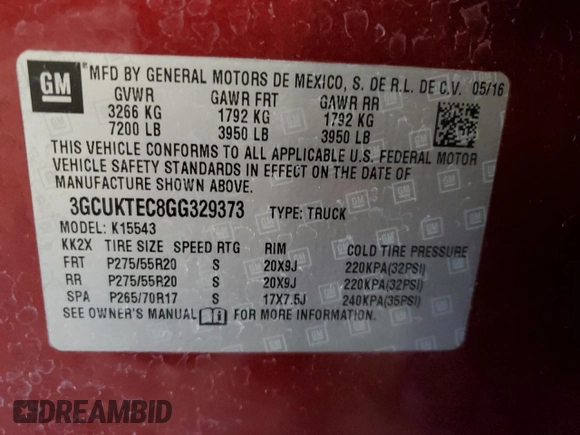 GM
MFD BY GENERAL MOTORS DE MEXICO, S. DE R.L. DE C.V. 05/16
GVWR GAWR FRT GAWR RR
3266 KG 1792 KG 1792 KG
7200 LB 3950 LB 3950 LB
THIS VEHICLE CONFORMS TO ALL APPLICABLE U.S. FEDERAL MOTOR
VEHICLE SAFETY STANDARDS IN EFFECT ON THE DATE OF
MANUFACTURE SHOWN ABOVE.
3GCUKTEC8GG329373 TYPE: TRUCK
MODEL: K15543
KK2X TIRE SIZE SPEED RTG RIM COLD TIRE PRESSURE
FRT P275/55R20 S 20X9J 220KPA(32PSI)
RR P275/55R20 S 20X9J 220KPA(32PSI)
SPA P265/70R17 S 17X7.5J 240KPA(35PSI)
SEE OWNER'S MANUAL FOR MORE INFORMATION.
DREAMBID